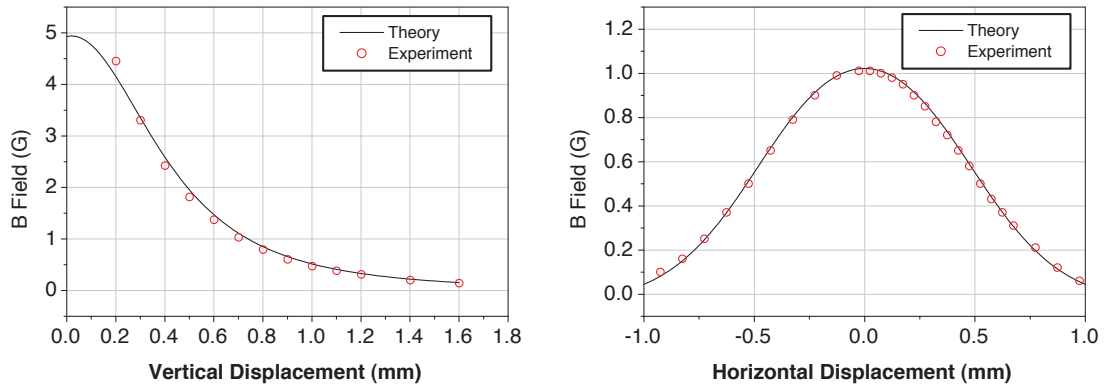 Theory
Experiment
5
4
3
2
1
0
B Field (G)
0.0 0.2 0.4 0.6 0.8 1.0 1.2 1.4 1.6 1.8
Vertical Displacement (mm)
Theory
Experiment
1.2
1.0
0.8
0.6
0.4
0.2
0.0
B Field (G)
-1.0 -0.5 0.0 0.5 1.0
Horizontal Displacement (mm)